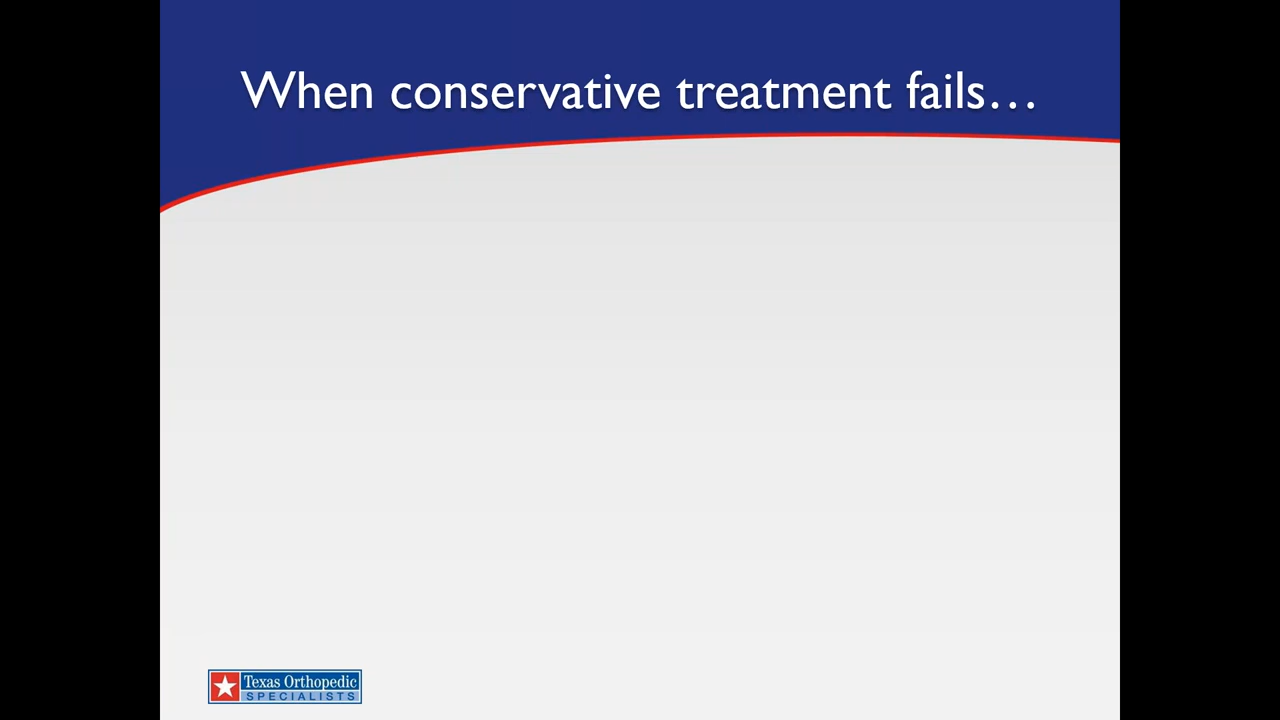 When conservative treatment fails…
Texas Orthopedic
SPECIALISTS